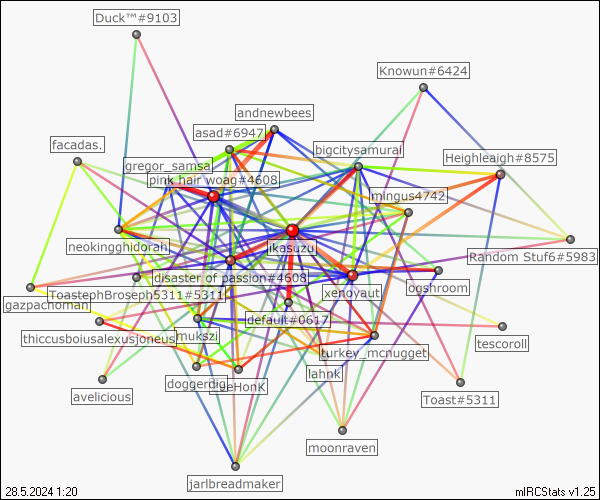 Duck™#9103
Knowun#6424
andnewbees
asad#6947
facadas.
bigcitysamurai
Heighleaigh#8575
gregor_samsa
pink hair woag#4608
mingus4742
neokingghidorah
jikasuzu
Random Stuf6#5983
disaster of passion#4608
ogshroom
xenoyaut
ToastephBroseph5311#5311
gazpachoman
default#0617
thiccusboiusalexusjoneus
mukszi
tescoroll
turkey_mcnugget
lahnk
doggerdig
eeHonK
avelicious
Toast#5311
moonraven
jarlbreadmaker
28.5.2024 1:20
mIRCStats v1.25